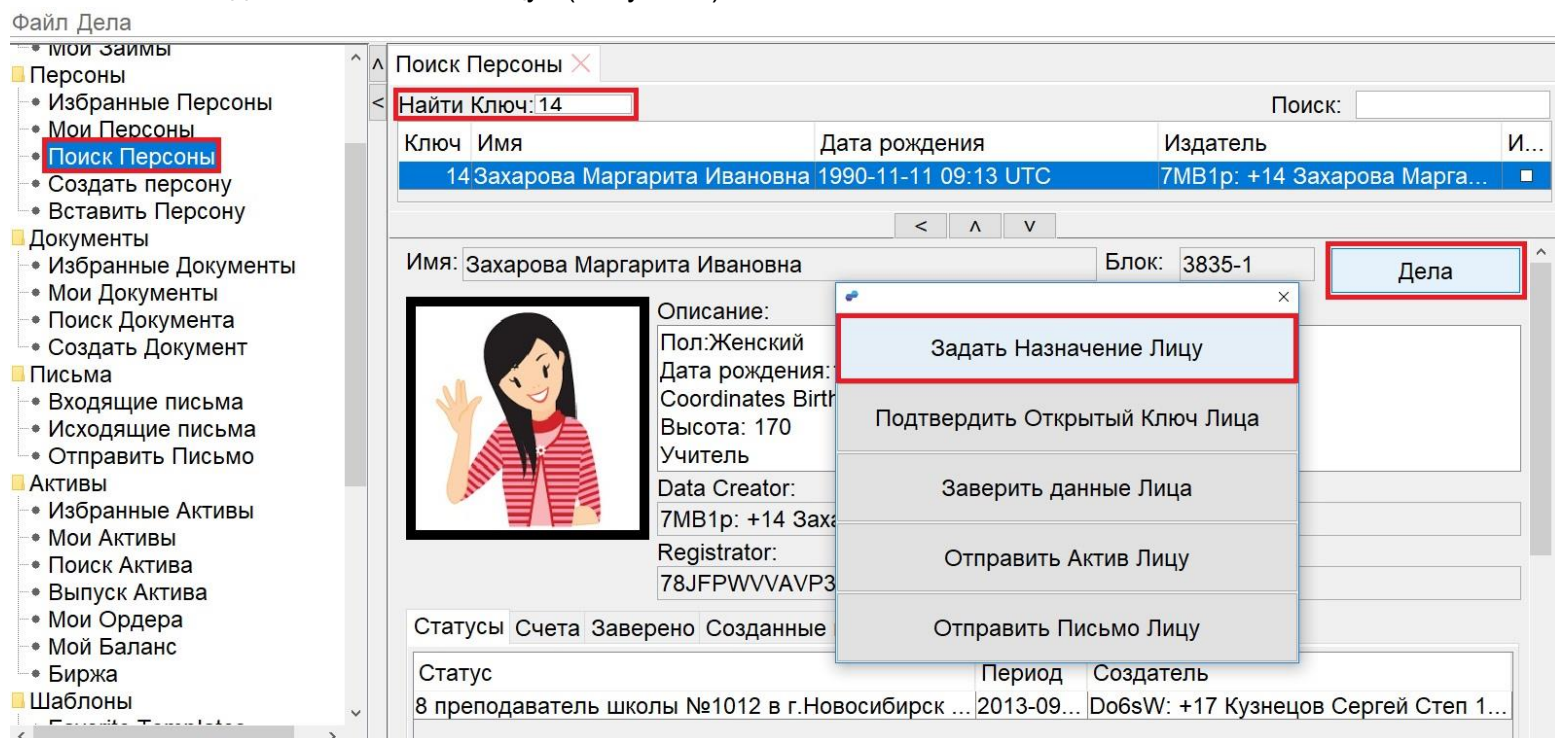 Файл Дела
Мои Займы
Персоны
Избранные Персоны
Мои Персоны
Поиск Персоны
Создать персону
Вставить Персону
Документы
Избранные Документы
Мои Документы
Поиск Документа
Создать Документ
Письма
Входящие письма
Исходящие письма
Отправить Письмо
Активы
Избранные Активы
Мои Активы
Поиск Актива
Выпуск Актива
Мои Ордера
Мой Баланс
Биржа
Шаблоны
Favorite Templates
Поиск Персоны
Найти Ключ: 14 Поиск:
Ключ Имя Дата рождения Издатель И...
14 Захарова Маргарита Ивановна 1990-11-11 09:13 UTC 7MB1p: +14 Захарова Марга...
Имя: Захарова Маргарита Ивановна Блок: 3835-1 Дела
Описание:
Пол:Женский
Дата рождения:
Coordinates Birth
Высота: 170
Учитель
Data Creator:
7MB1p: +14 Заха
Registrator:
78JFPWVVAVP3
Задать Назначение Лицу
Подтвердить Открытый Ключ Лица
Заверить данные Лица
Отправить Актив Лицу
Отправить Письмо Лицу
Статусы Счета Заверено Созданные
Статус Период Создатель
8 преподаватель школы №1012 в г.Новосибирск ... 2013-09... Do6sW: +17 Кузнецов Сергей Степ 1...